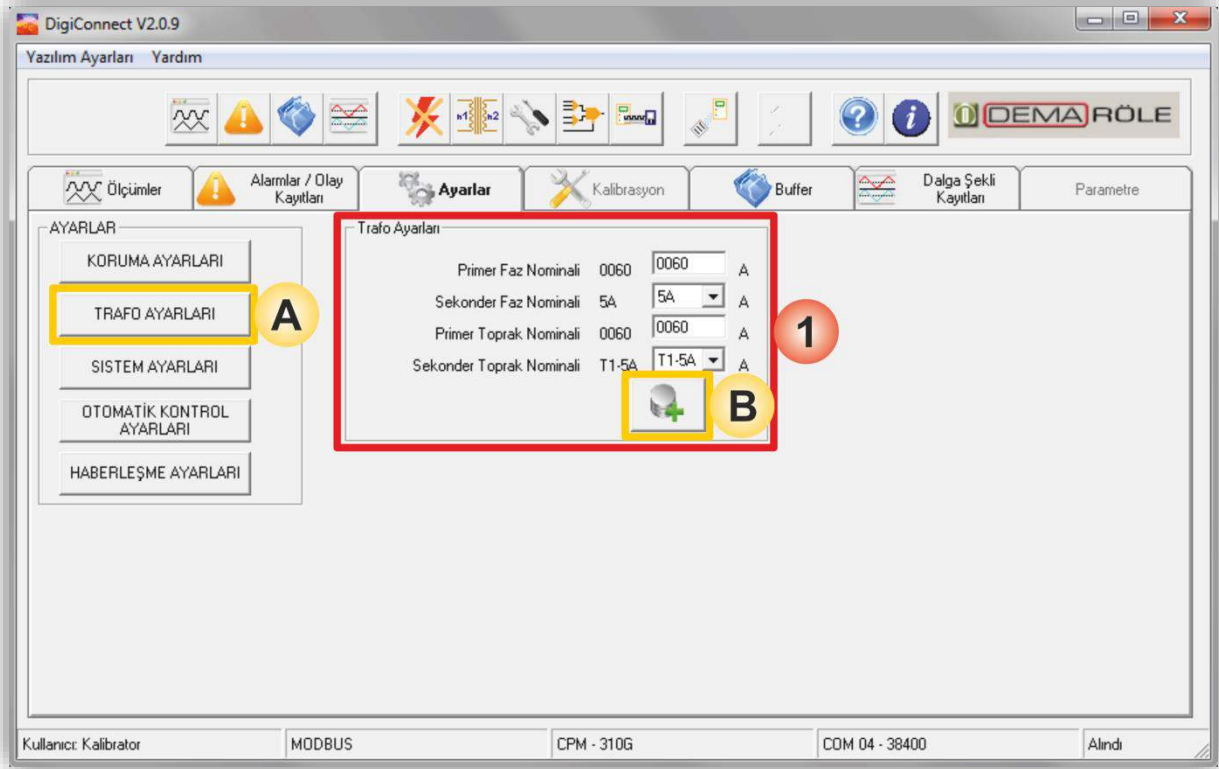 DigiConnect V2.0.9
Yazılım Ayarları Yardım
n1 n2
? i DEMA RÖLE
Ölçümler
Alarmlar / Olay
Kayıtları
Ayarlar
Kalibrasyon
Buffer
Dalga Şekli
Kayıtları
Parametre
AYARLAR
KORUMA AYARLARI
TRAFO AYARLARI
A
SISTEM AYARLARI
OTOMATİK KONTROL
AYARLARI
HABERLEŞME AYARLARI
Trafo Ayarları
Primer Faz Nominali 0060 0060 A
Sekonder Faz Nominali 5A 5A A
Primer Toprak Nominali 0060 0060 A
Sekonder Toprak Nominali T1-5A T1-5A A
1
B
Kullanıcı: Kalibrator MODBUS CPM - 310G COM 04 - 38400 Alındı